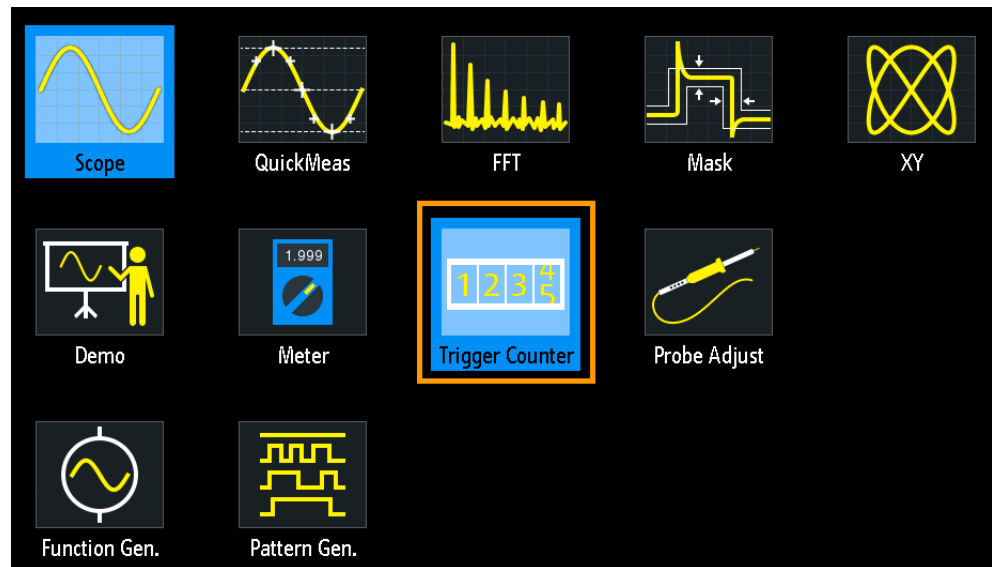 Scope
QuickMeas
FFT
Mask
XY
1.999
1 2 3 4
5
Demo
Meter
Trigger Counter
Probe Adjust
Function Gen.
Pattern Gen.